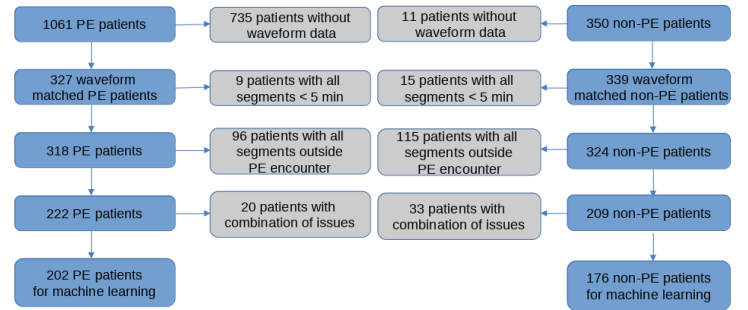 1061 PE patients
735 patients without
waveform data
11 patients without
waveform data
350 non-PE patients
327 waveform
matched PE patients
9 patients with all
segments < 5 min
15 patients with all
segments < 5 min
339 waveform
matched non-PE patients
318 PE patients
96 patients with all
segments outside
PE encounter
115 patients with all
segments outside
PE encounter
324 non-PE patients
222 PE patients
20 patients with
combination of issues
33 patients with
combination of issues
209 non-PE patients
202 PE patients
for machine learning
176 non-PE patients
for machine learning